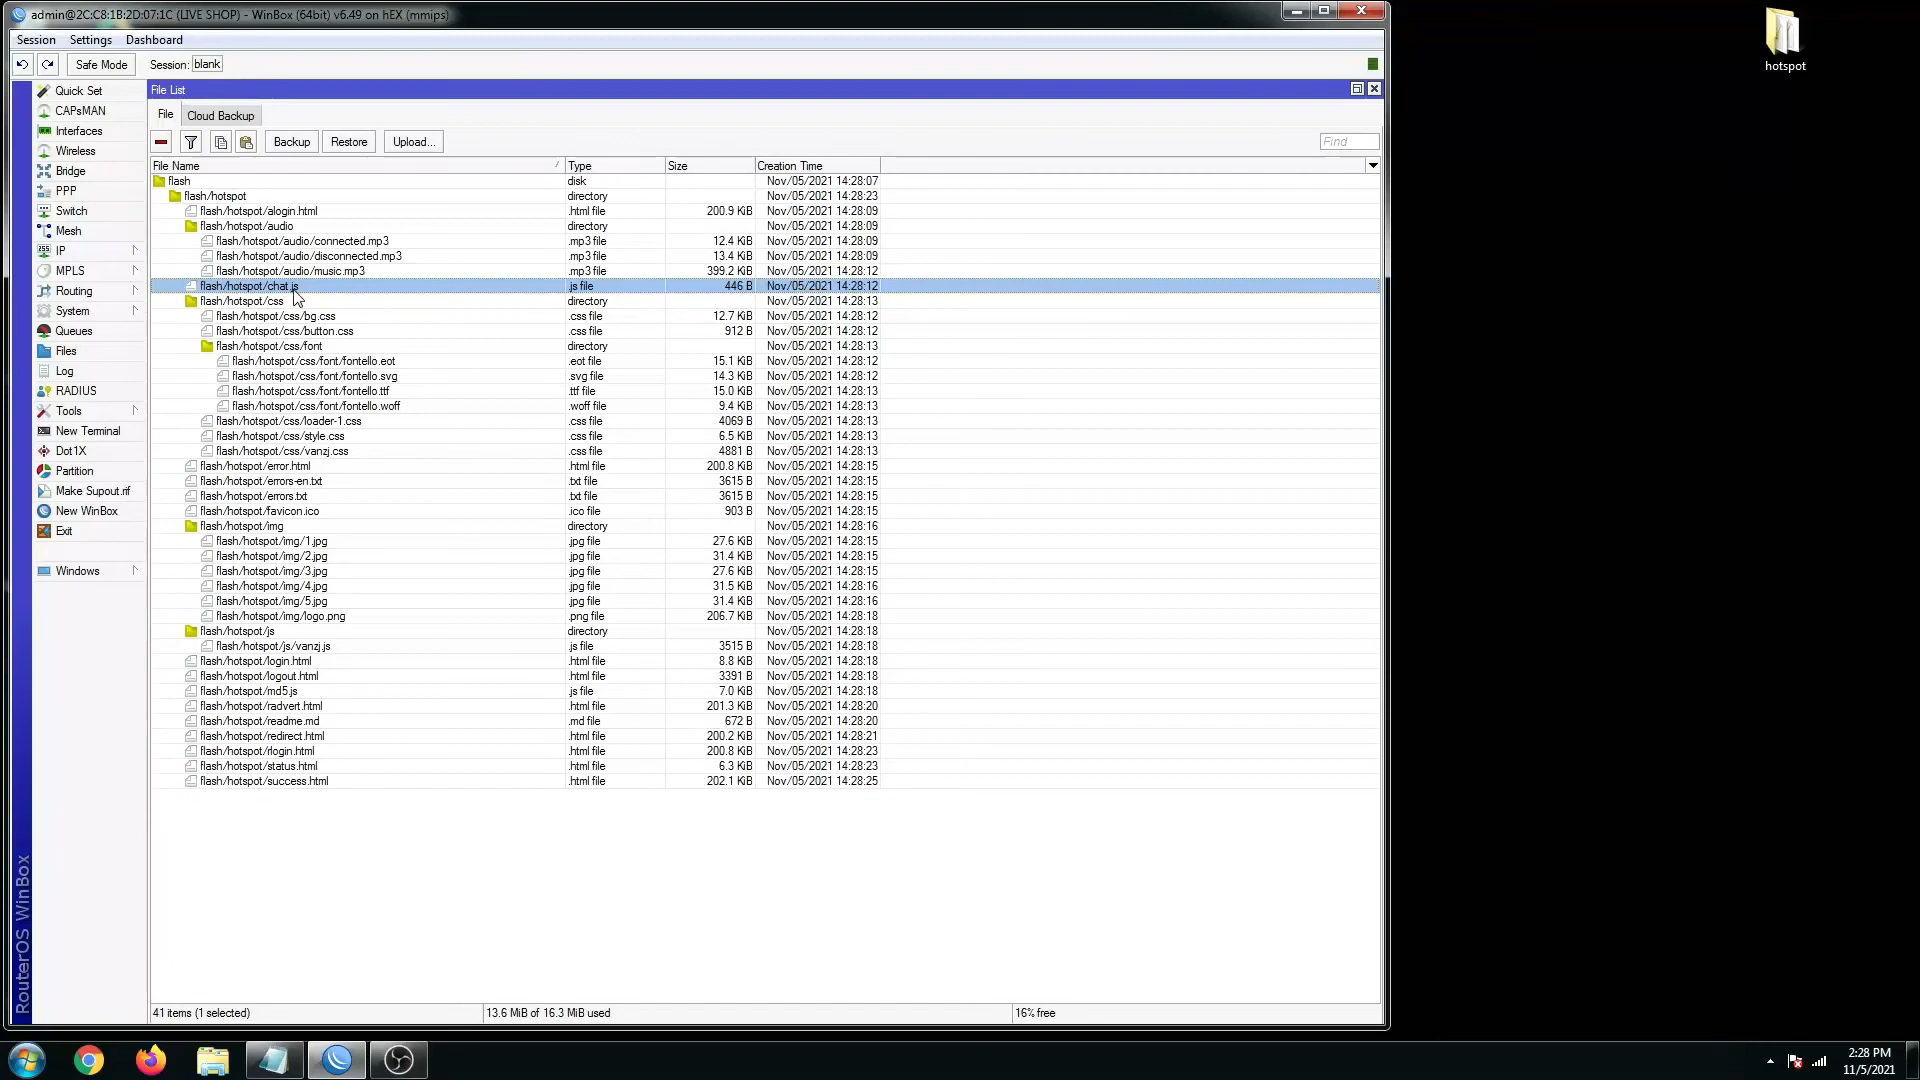 admin@2C:C8:1B:2D:07:1C (LIVE SHOP) - WinBox (64bit) v6.49 on hEX (mmips)
Session Settings Dashboard
Safe Mode Session: blank
Quick Set
CAPsMAN
Interfaces
Wireless
Bridge
PPP
Switch
Mesh
IP
MPLS
Routing
System
Queues
Files
Log
RADIUS
Tools
New Terminal
Dot1X
Partition
Make Supout.rif
New WinBox
Exit
Windows
RouterOS WinBox
File List
File Cloud Backup
Backup Restore Upload... Find
File Name Type Size Creation Time
flash disk Nov/05/2021 14:28:07
flash/hotspot directory Nov/05/2021 14:28:23
flash/hotspot/alogin.html .html file 200.9 KiB Nov/05/2021 14:28:09
flash/hotspot/audio directory Nov/05/2021 14:28:09
flash/hotspot/audio/connected.mp3 .mp3 file 12.4 KiB Nov/05/2021 14:28:09
flash/hotspot/audio/disconnected.mp3 .mp3 file 13.4 KiB Nov/05/2021 14:28:09
flash/hotspot/audio/music.mp3 .mp3 file 399.2 KiB Nov/05/2021 14:28:12
flash/hotspot/chat.js .js file 446 B Nov/05/2021 14:28:12
flash/hotspot/css directory Nov/05/2021 14:28:13
flash/hotspot/css/bg.css .css file 12.7 KiB Nov/05/2021 14:28:12
flash/hotspot/css/button.css .css file 912 B Nov/05/2021 14:28:12
flash/hotspot/css/font directory Nov/05/2021 14:28:13
flash/hotspot/css/font/fontello.eot .eot file 15.1 KiB Nov/05/2021 14:28:12
flash/hotspot/css/font/fontello.svg .svg file 14.3 KiB Nov/05/2021 14:28:12
flash/hotspot/css/font/fontello.ttf .ttf file 15.0 KiB Nov/05/2021 14:28:13
flash/hotspot/css/font/fontello.woff .woff file 9.4 KiB Nov/05/2021 14:28:13
flash/hotspot/css/loader-1.css .css file 4069 B Nov/05/2021 14:28:13
flash/hotspot/css/style.css .css file 6.5 KiB Nov/05/2021 14:28:13
flash/hotspot/css/vanzj.css .css file 4881 B Nov/05/2021 14:28:13
flash/hotspot/error.html .html file 200.8 KiB Nov/05/2021 14:28:15
flash/hotspot/errors-en.txt .txt file 3615 B Nov/05/2021 14:28:15
flash/hotspot/errors.txt .txt file 3615 B Nov/05/2021 14:28:15
flash/hotspot/favicon.ico .ico file 903 B Nov/05/2021 14:28:15
flash/hotspot/img directory Nov/05/2021 14:28:16
flash/hotspot/img/1.jpg .jpg file 27.6 KiB Nov/05/2021 14:28:15
flash/hotspot/img/2.jpg .jpg file 31.4 KiB Nov/05/2021 14:28:15
flash/hotspot/img/3.jpg .jpg file 27.6 KiB Nov/05/2021 14:28:15
flash/hotspot/img/4.jpg .jpg file 31.5 KiB Nov/05/2021 14:28:16
flash/hotspot/img/5.jpg .jpg file 31.4 KiB Nov/05/2021 14:28:16
flash/hotspot/img/logo.png .png file 206.7 KiB Nov/05/2021 14:28:18
flash/hotspot/js directory Nov/05/2021 14:28:18
flash/hotspot/js/vanzj.js .js file 3515 B Nov/05/2021 14:28:18
flash/hotspot/login.html .html file 8.8 KiB Nov/05/2021 14:28:18
flash/hotspot/logout.html .html file 3391 B Nov/05/2021 14:28:18
flash/hotspot/md5.js .js file 7.0 KiB Nov/05/2021 14:28:18
flash/hotspot/radvert.html .html file 201.3 KiB Nov/05/2021 14:28:20
flash/hotspot/readme.md .md file 672 B Nov/05/2021 14:28:20
flash/hotspot/redirect.html .html file 200.2 KiB Nov/05/2021 14:28:21
flash/hotspot/rlogin.html .html file 200.8 KiB Nov/05/2021 14:28:23
flash/hotspot/status.html .html file 6.3 KiB Nov/05/2021 14:28:23
flash/hotspot/success.html .html file 202.1 KiB Nov/05/2021 14:28:25
41 items (1 selected) 13.6 MiB of 16.3 MiB used 16% free
hotspot
2:28 PM
11/5/2021